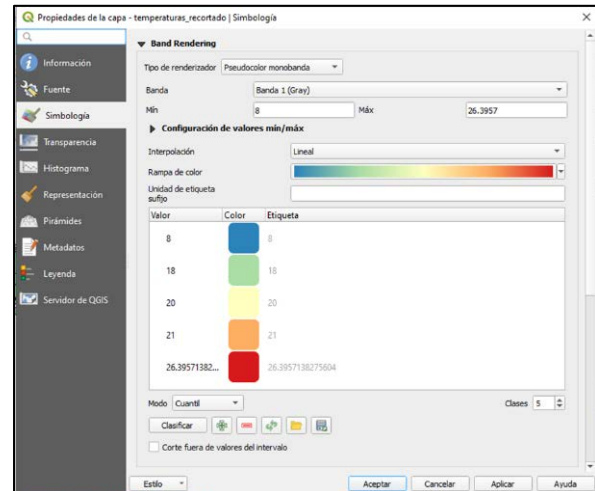 Propiedades de la capa - temperaturas_recortado | Simbología
Información
Fuente
Simbología
Transparencia
Histograma
Representación
Pirámides
Metadatos
Leyenda
Servidor de QGIS
Band Rendering
Tipo de renderizador Pseudocolor monobanda
Banda Banda 1 (Gray)
Mín 8 Máx 26.3957
Configuración de valores mín/máx
Interpolación Lineal
Rampa de color
Unidad de etiqueta
sufijo
Valor Color Etiqueta
8 8
18 18
20 20
21 21
26.39571382... 26.3957138275604
Modo Cuantil Clases 5
Clasificar
Corte fuera de valores del intervalo
Estilo Aceptar Cancelar Aplicar Ayuda